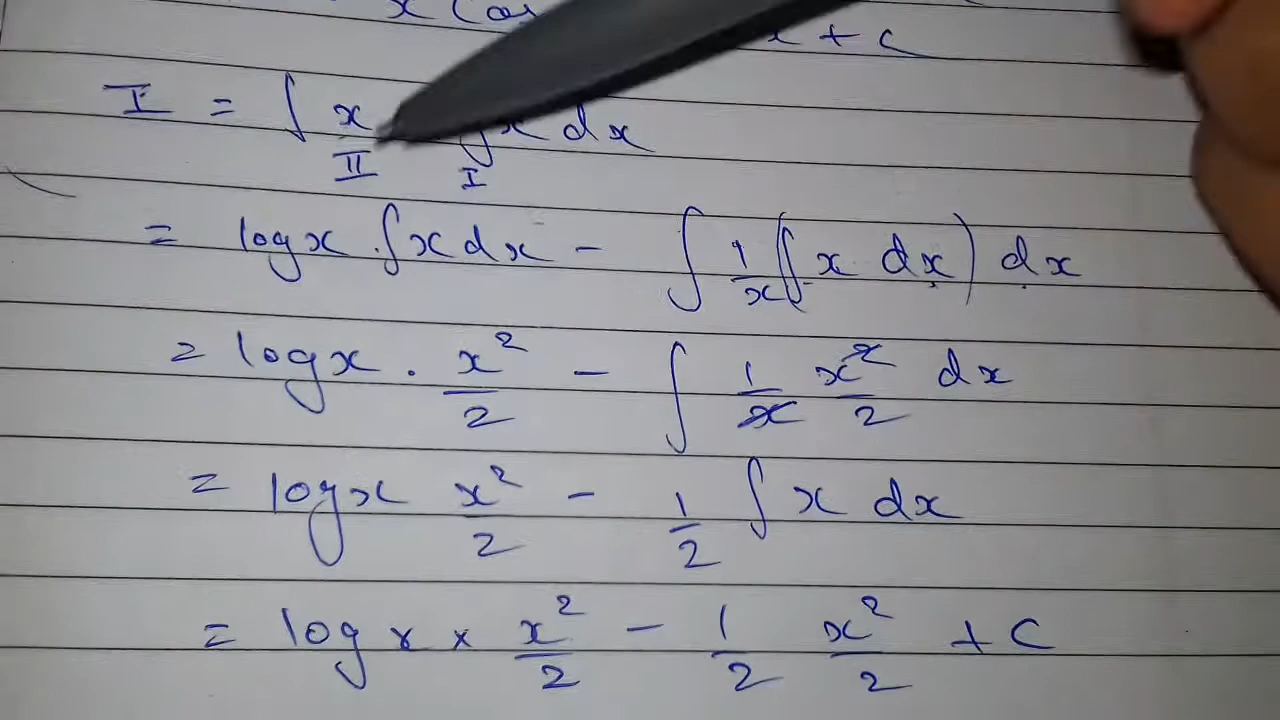 x + c
I = ∫ x x dx
II I
= log x . ∫ x dx - ∫ 1/x (∫ x dx) dx
= log x . x²/2 - ∫ 1/x x²/2 dx
= log x x²/2 - 1/2 ∫ x dx
= log x × x²/2 - 1/2 x²/2 + C